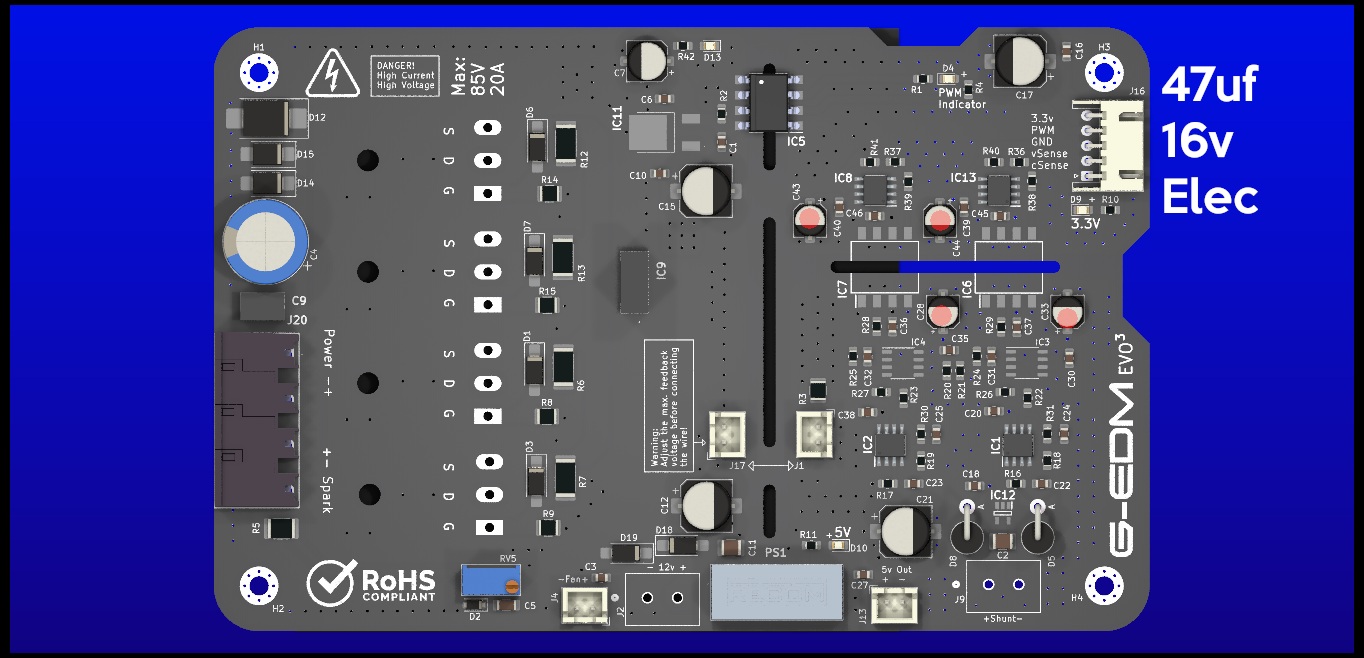 H1
DANGER!
High Current
High Voltage
Max:
85V
20A
C7
R42
D13
C6
R2
IC11
C1
IC5
D4
R1
R4
PWM
Indicator
C17
C16
H3
J16
47uf
16v
Elec
3.3v
PWM
GND
vSense
cSense
D12
D15
D14
C4
C9
J20
S
D
G
D6
R12
R14
S
D
G
D7
R13
R15
S
D
G
D1
R6
R8
S
D
G
D3
R7
R9
C10
C15
IC9
C43
C40
C46
IC8
R41
R37
R39
IC13
R40
R36
R38
C45
C39
C44
D9
R10
3.3V
IC7
IC6
C28
C33
R28
C36
R29
C37
IC4
C35
IC3
R25
C32
R20
R21
R24
C31
C30
R27
R23
R26
R22
Power -+
+- Spark
R5
Warning:
Adjust the max. feedback
voltage before connecting
the wire!
J17
J1
R3
C38
R30
C25
IC2
R19
C20
R31
C24
IC1
R18
R17
C23
C18
R16
C22
IC12
C21
A
A
D8
C2
D5
G-EDM EVO3
C12
D19
D18
C11
PS1
R11
+5V
D10
C27
5v Out
+ -
J13
J9
+Shunt-
H4
H2
RoHS
COMPLIANT
RV5
D2
C5
C3
-Fan+
J4
- 12v +
J2